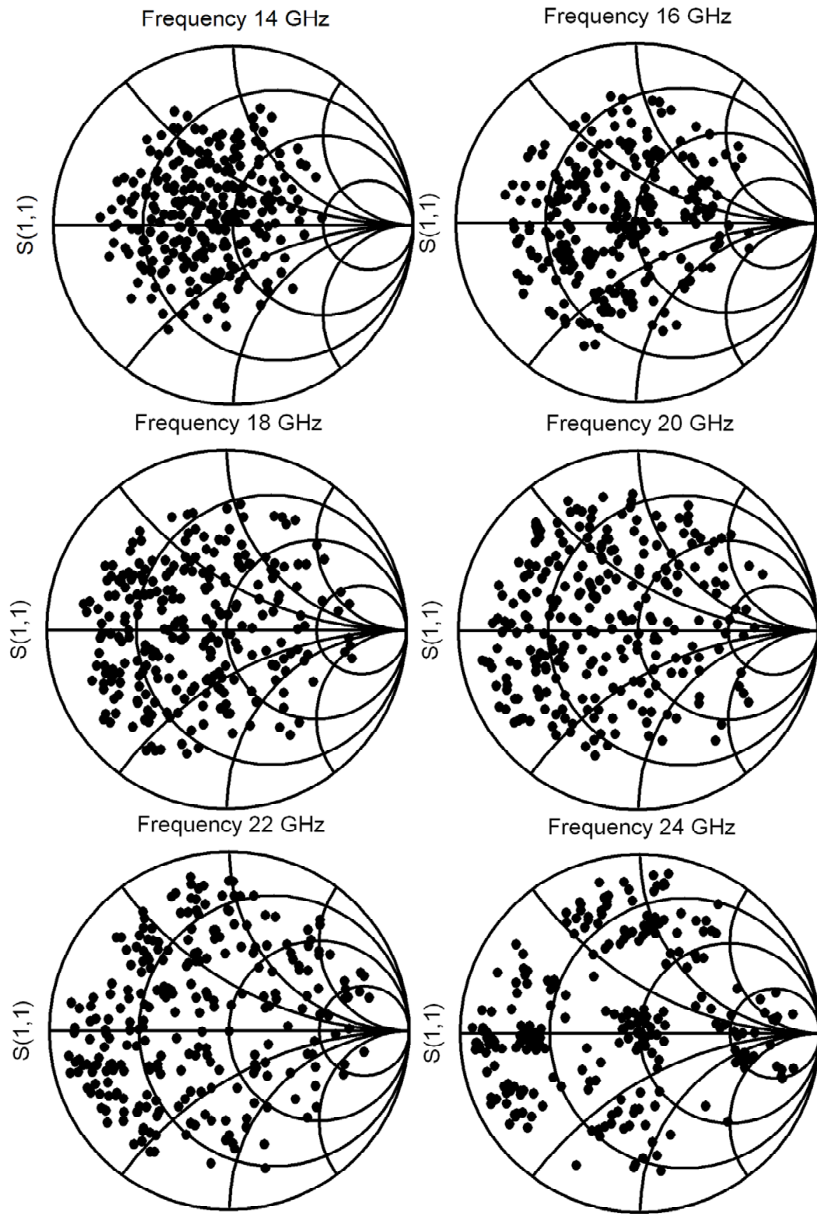 Frequency 14 GHz
Frequency 16 GHz
S(1,1)
S(1,1)
Frequency 18 GHz
Frequency 20 GHz
S(1,1)
S(1,1)
Frequency 22 GHz
Frequency 24 GHz
S(1,1)
S(1,1)